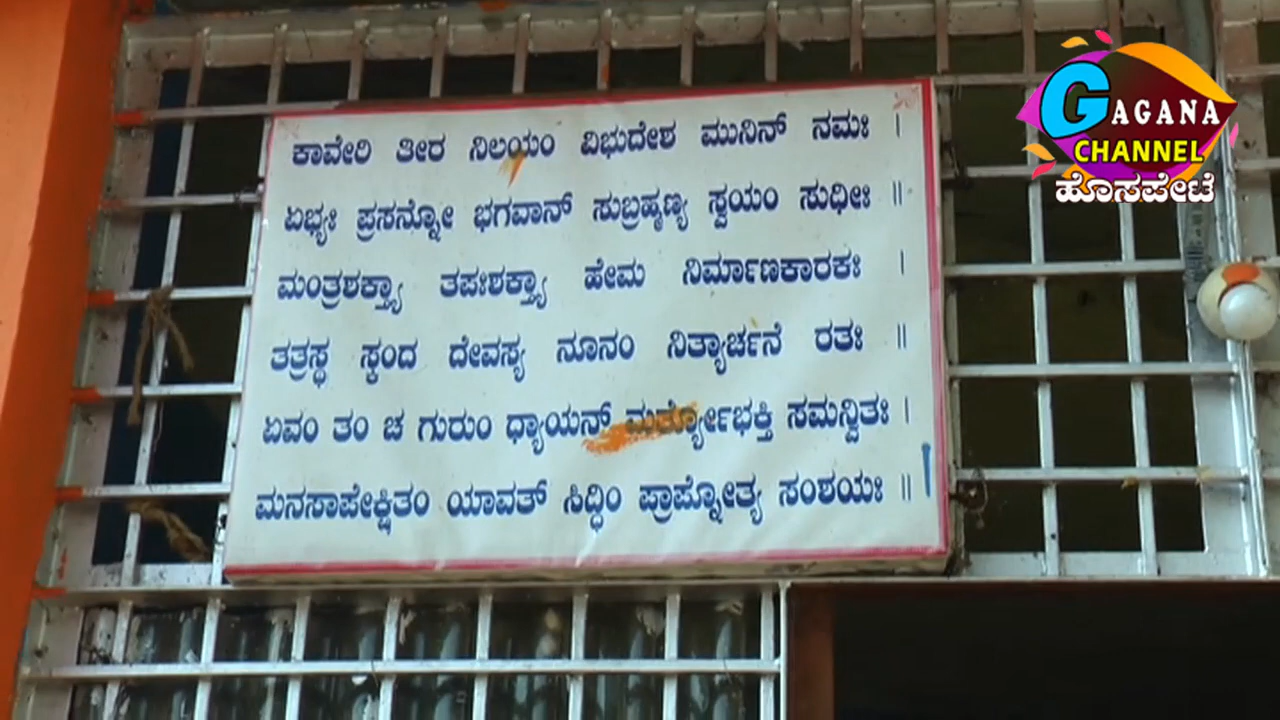 ಕಾವೇರಿ ತೀರ ನಿಲಯಂ ವಿಭುದೇಶ ಮುನಿನ್ ನಮಃ ।
ಏಭ್ಯಃ ಪ್ರಸನ್ನೋ ಭಗವಾನ್ ಸುಬ್ರಹ್ಮಣ್ಯ ಸ್ವಯಂ ಸುಧೀಃ ॥
ಮಂತ್ರಶಕ್ತ್ಯಾ ತಪಃಶಕ್ತ್ಯಾ ಹೇಮ ನಿರ್ಮಾಣಕಾರಕಃ ।
ತತ್ರಸ್ಥ ಸ್ಕಂದ ದೇವಸ್ಯ ನೂನಂ ನಿತ್ಯಾರ್ಚನೆ ರತಃ ॥
ಏವಂ ತಂ ಚ ಗುರುಂ ಧ್ಯಾಯನ್ ಮರ್ತ್ಯೋಭಕ್ತಿ ಸಮನ್ವಿತಃ ।
ಮನಸಾಪೇಕ್ಷಿತಂ ಯಾವತ್ ಸಿದ್ಧಿಂ ಪ್ರಾಪ್ನೋತ್ಯ ಸಂಶಯಃ ॥
GAGANA
CHANNEL
ಹೊಸಪೇಟೆ